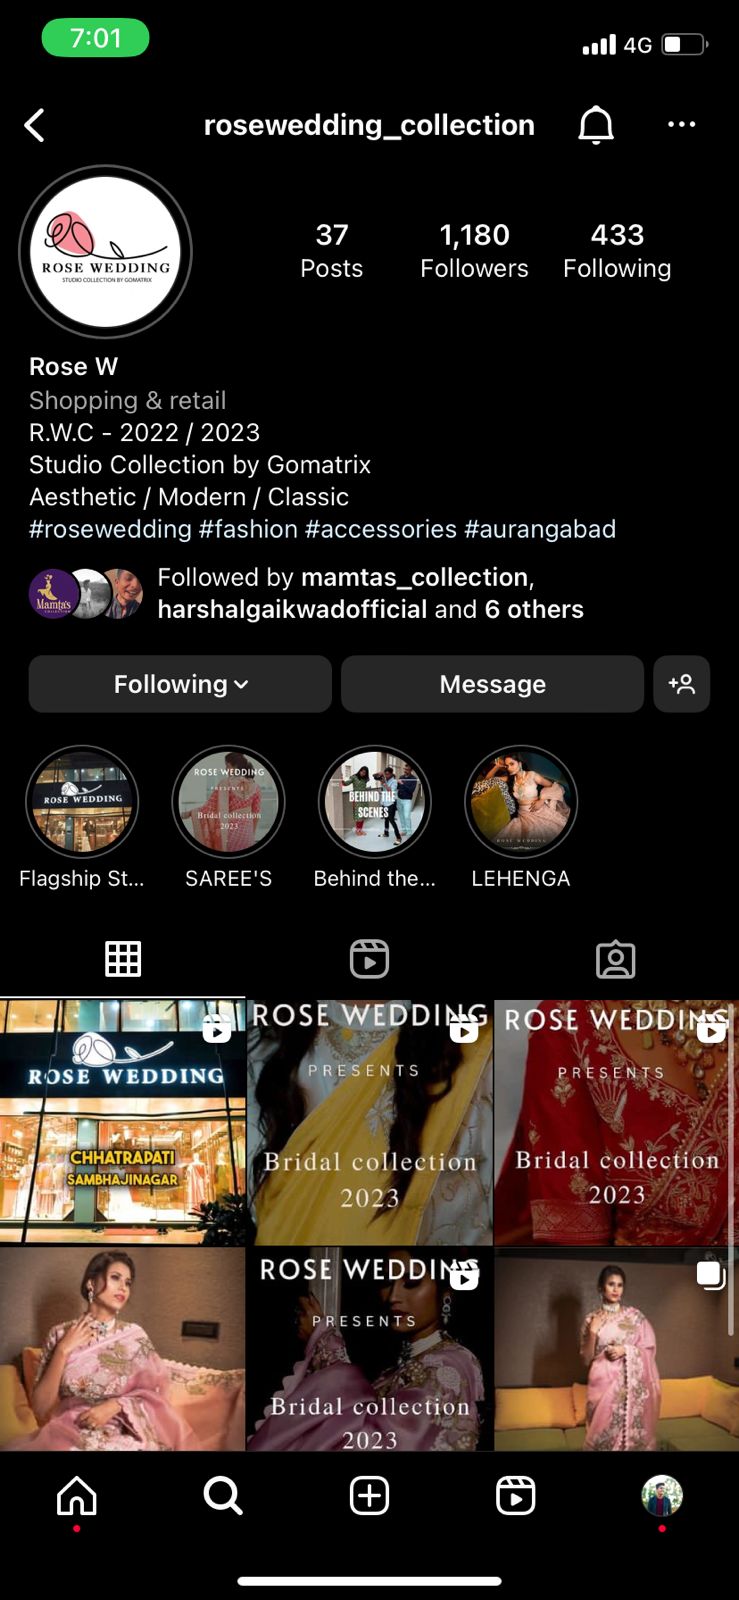 7:01
4G
rosewedding_collection
ROSE WEDDING
STUDIO COLLECTION BY GOMATRIX
37
Posts
1,180
Followers
433
Following
Rose W
Shopping & retail
R.W.C - 2022 / 2023
Studio Collection by Gomatrix
Aesthetic / Modern / Classic
#rosewedding #fashion #accessories #aurangabad
Mamta's
Followed by mamtas_collection,
harshalgaikwadofficial and 6 others
Following
Message
ROSE WEDDING
Flagship St...
ROSE WEDDING
PRESENTS
Bridal collection
2023
SAREE'S
BEHIND THE
SCENES
Behind the...
ROSE WEDDING
LEHENGA
ROSE WEDDING
CHHATRAPATI
SAMBHAJINAGAR
ROSE WEDDING
PRESENTS
Bridal collection
2023
ROSE WEDDING
PRESENTS
Bridal collection
2023
ROSE WEDDING
PRESENTS
Bridal collection
2023